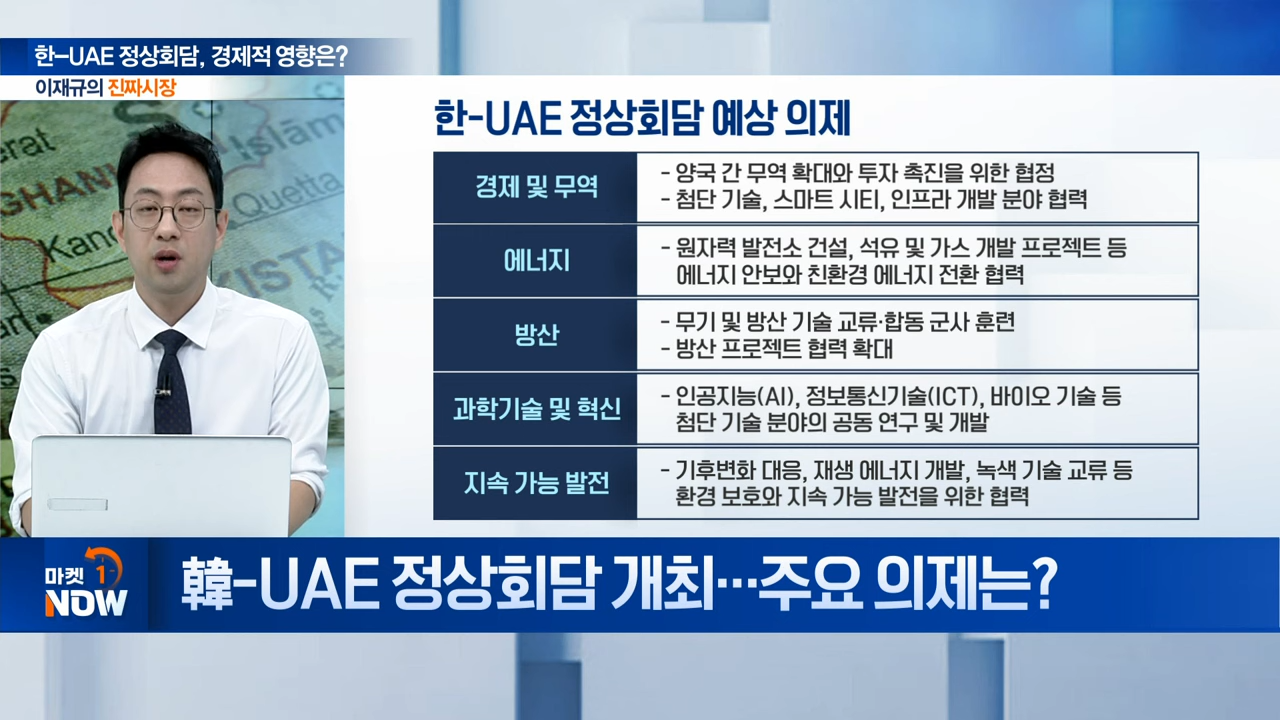 한-UAE 정상회담, 경제적 영향은?
이재규의 진짜시장
한-UAE 정상회담 예상 의제
경제 및 무역
- 양국 간 무역 확대와 투자 촉진을 위한 협정
- 첨단 기술, 스마트 시티, 인프라 개발 분야 협력
에너지
- 원자력 발전소 건설, 석유 및 가스 개발 프로젝트 등
에너지 안보와 친환경 에너지 전환 협력
방산
- 무기 및 방산 기술 교류·합동 군사 훈련
- 방산 프로젝트 협력 확대
과학기술 및 혁신
- 인공지능(AI), 정보통신기술(ICT), 바이오 기술 등
첨단 기술 분야의 공동 연구 및 개발
지속 가능 발전
- 기후변화 대응, 재생 에너지 개발, 녹색 기술 교류 등
환경 보호와 지속 가능 발전을 위한 협력
erat
Islām
GHANI
Quetta
Kand
KISTA
마켓 1
NOW
韓-UAE 정상회담 개최…주요 의제는?